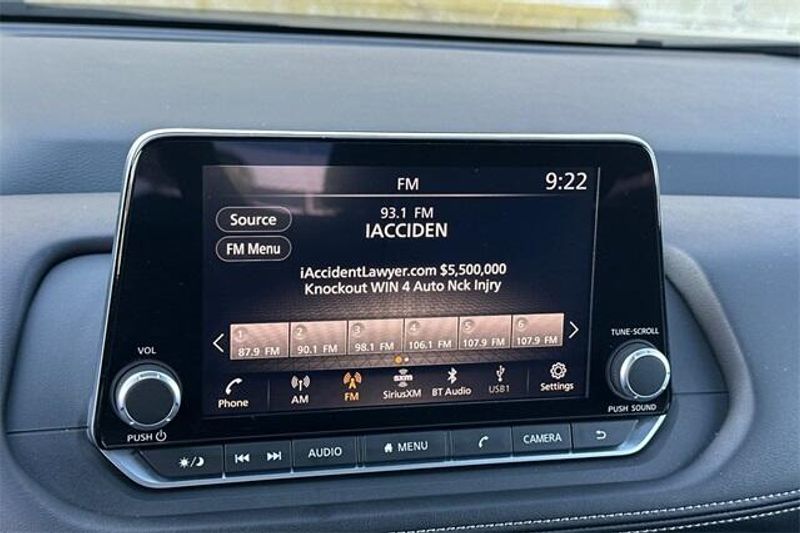 FM
9:22
Source
93.1 FM
IACCIDEN
FM Menu
iAccidentLawyer.com $5,500,000
Knockout WIN 4 Auto Nck Injry
1 2 3 4 5 6
87.9 FM 90.1 FM 98.1 FM 106.1 FM 107.9 FM 107.9 FM
Phone AM FM SiriusXM BT Audio USB1 Settings
VOL
PUSH
TUNE·SCROLL
PUSH SOUND
AUDIO MENU CAMERA